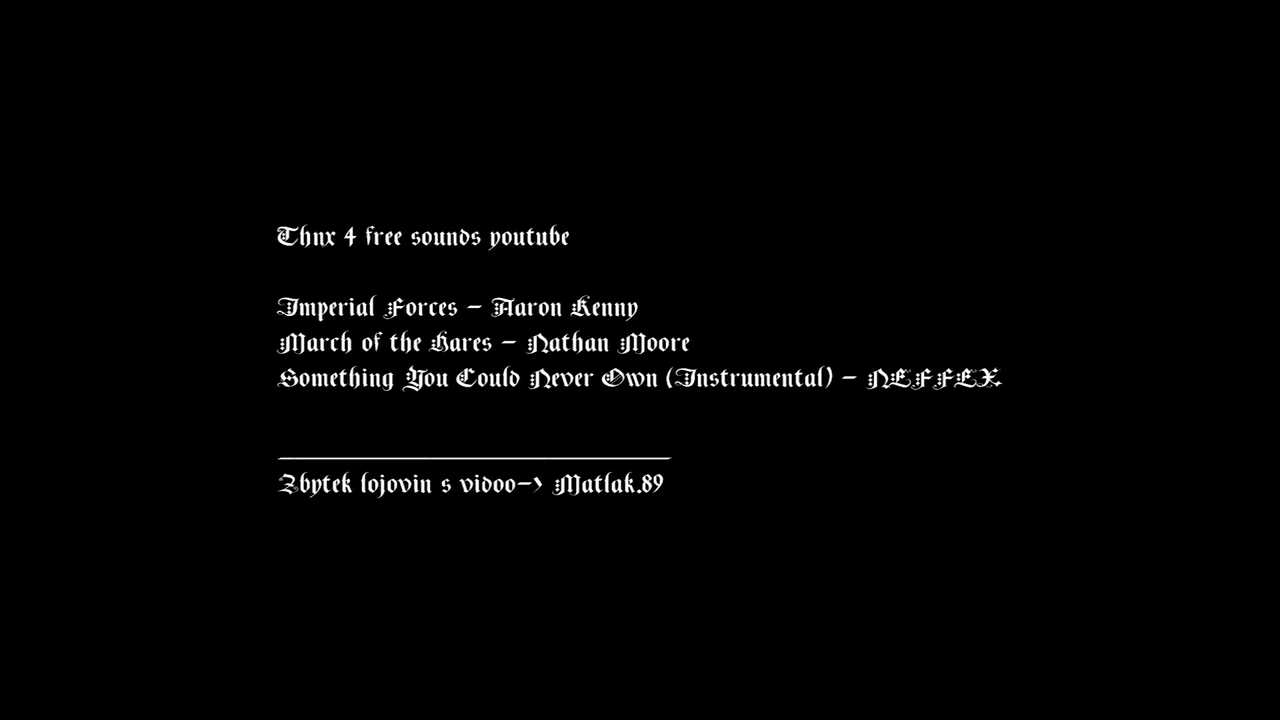 Thnx 4 free sounds youtube
Imperial Forces – Aaron Kenny
March of the Hares – Nathan Moore
Something You Could Never Own (Instrumental) – NEFFEX
Zbytek lojovin s vidoo–> Matlak.89